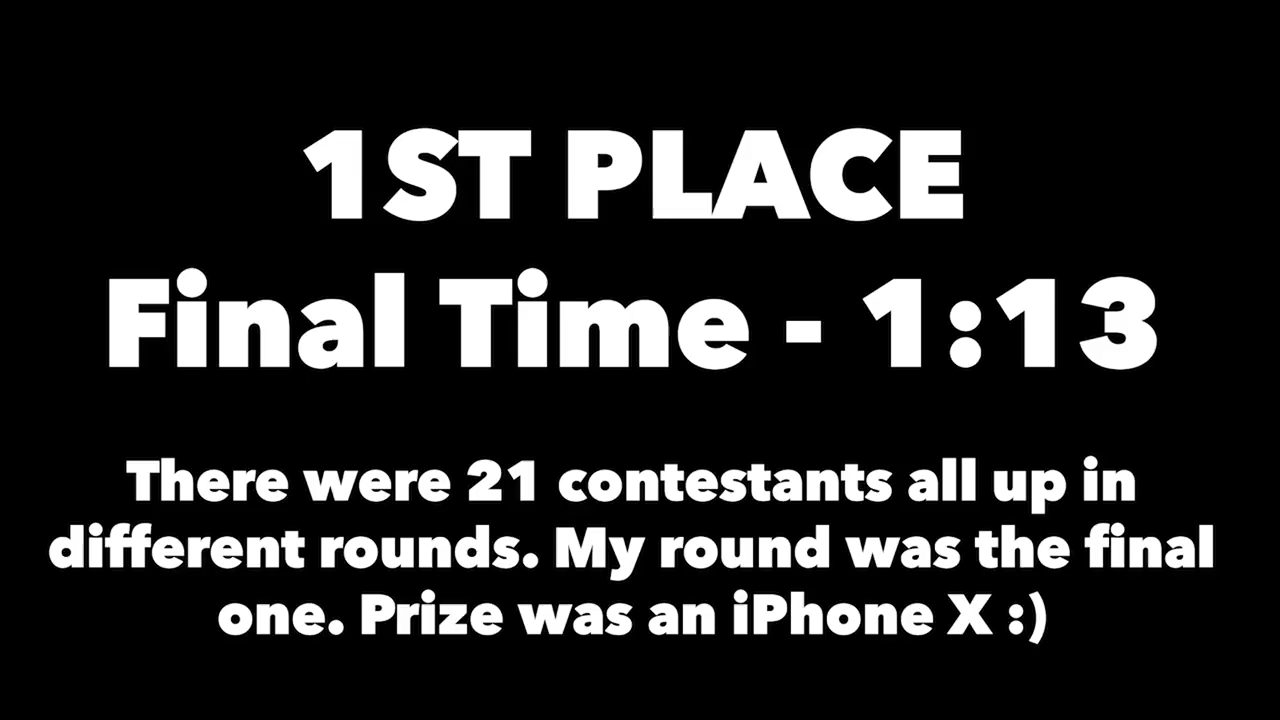 1ST PLACE
Final Time - 1:13
There were 21 contestants all up in
different rounds. My round was the final
one. Prize was an iPhone X :)